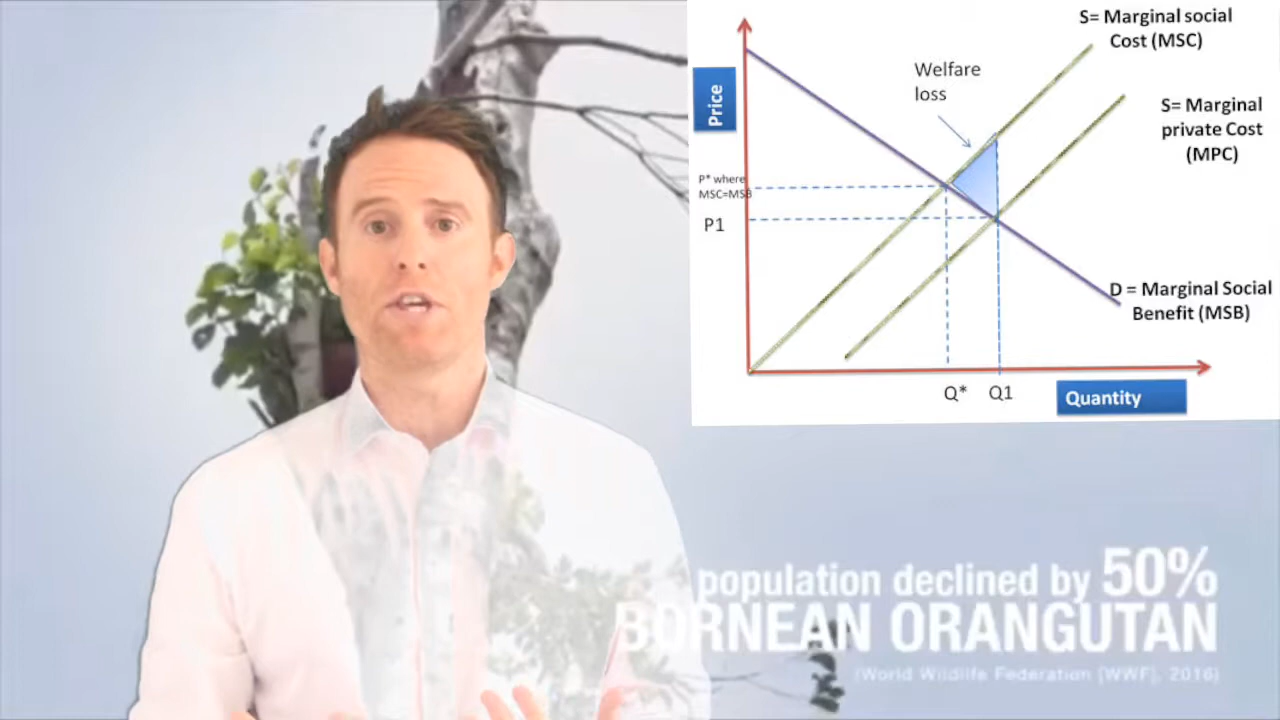 S= Marginal social
Cost (MSC)
Welfare
loss
Price
S= Marginal
private Cost
(MPC)
P* where
MSC=MSB
P1
D = Marginal Social
Benefit (MSB)
Q*
Q1
Quantity
population declined by 50%
BORNEAN ORANGUTAN
(World Wildlife Federation [WWF], 2016)